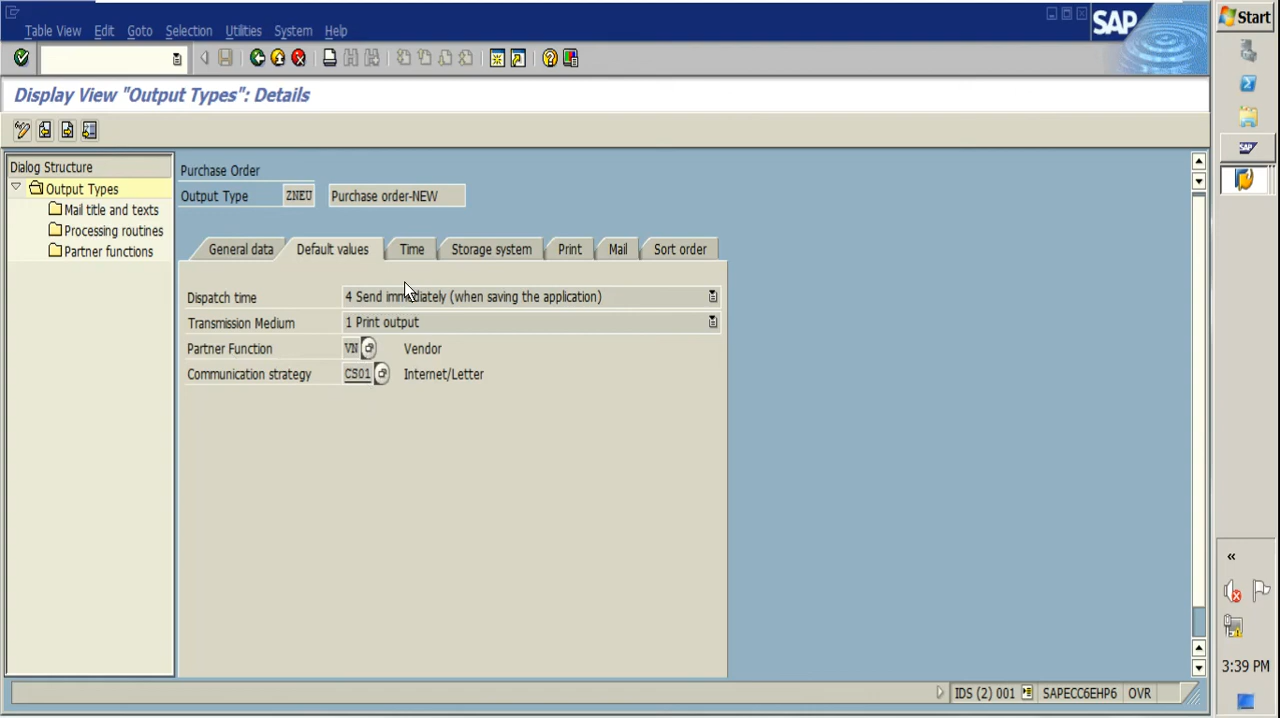 Table View Edit Goto Selection Utilities System Help
SAP
Start
Display View "Output Types": Details
Dialog Structure
Output Types
Mail title and texts
Processing routines
Partner functions
Purchase Order
Output Type ZNEU Purchase order-NEW
General data Default values Time Storage system Print Mail Sort order
Dispatch time 4 Send immediately (when saving the application)
Transmission Medium 1 Print output
Partner Function VN Vendor
Communication strategy CS01 Internet/Letter
«
3:39 PM
IDS (2) 001 SAPECC6EHP6 OVR